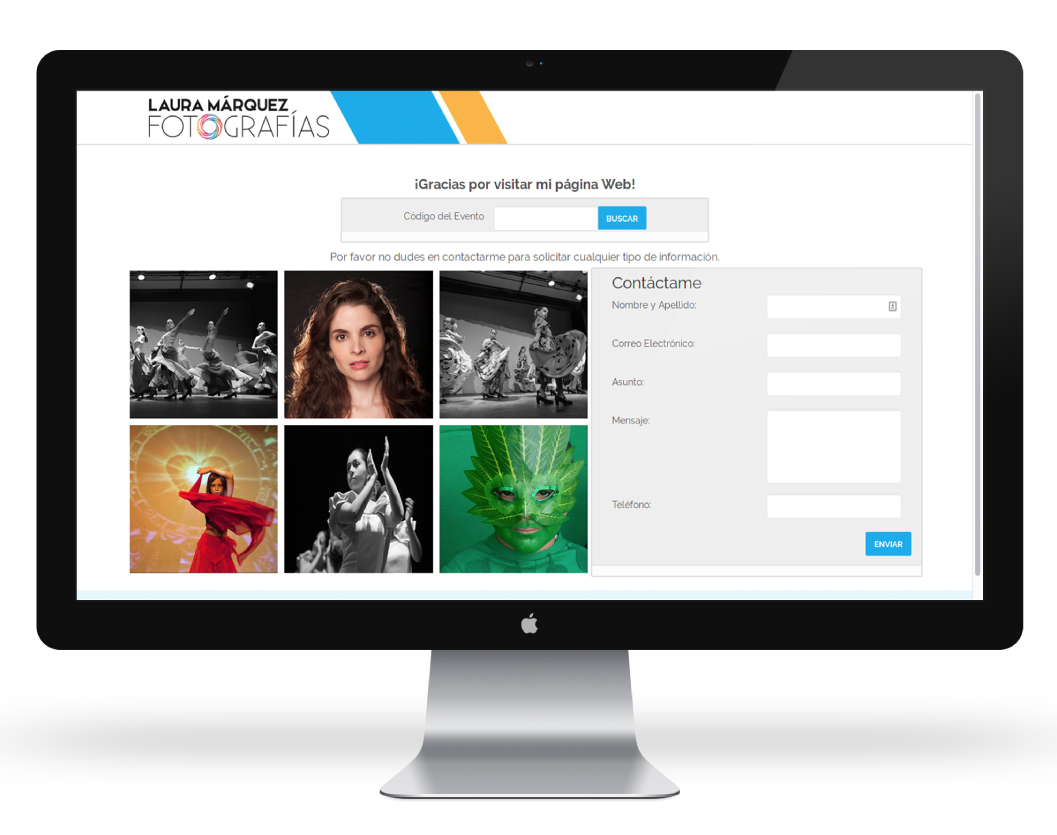 LAURA MÁRQUEZ
FOTOGRAFÍAS
¡Gracias por visitar mi página Web!
Código del Evento
BUSCAR
Por favor no dudes en contactarme para solicitar cualquier tipo de información.
Contáctame
Nombre y Apellido:
Correo Electrónico:
Asunto:
Mensaje:
Teléfono:
ENVIAR